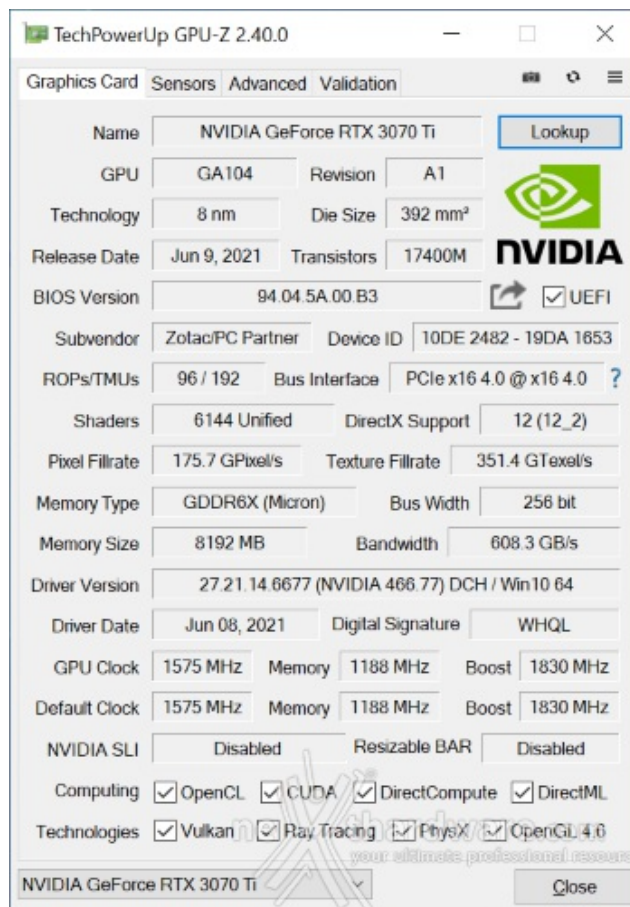 TechPowerUp GPU-Z 2.40.0
Graphics Card Sensors Advanced Validation
Name NVIDIA GeForce RTX 3070 Ti Lookup
GPU GA104 Revision A1
Technology 8 nm Die Size 392 mm²
NVIDIA
Release Date Jun 9, 2021 Transistors 17400M
BIOS Version 94.04.5A.00.B3 UEFI
Subvendor Zotac/PC Partner Device ID 10DE 2482 - 19DA 1653
ROPs/TMUs 96 / 192 Bus Interface PCIe x16 4.0 @ x16 4.0 ?
Shaders 6144 Unified DirectX Support 12 (12_2)
Pixel Fillrate 175.7 GPixel/s Texture Fillrate 351.4 GTexel/s
Memory Type GDDR6X (Micron) Bus Width 256 bit
Memory Size 8192 MB Bandwidth 608.3 GB/s
Driver Version 27.21.14.6677 (NVIDIA 466.77) DCH / Win10 64
Driver Date Jun 08, 2021 Digital Signature WHQL
GPU Clock 1575 MHz Memory 1188 MHz Boost 1830 MHz
Default Clock 1575 MHz Memory 1188 MHz Boost 1830 MHz
NVIDIA SLI Disabled Resizable BAR Disabled
Computing OpenCL CUDA DirectCompute DirectML
Technologies Vulkan Ray Tracing PhysX OpenGL 4.6
your ultimate professional resourc
NVIDIA GeForce RTX 3070 Ti Close